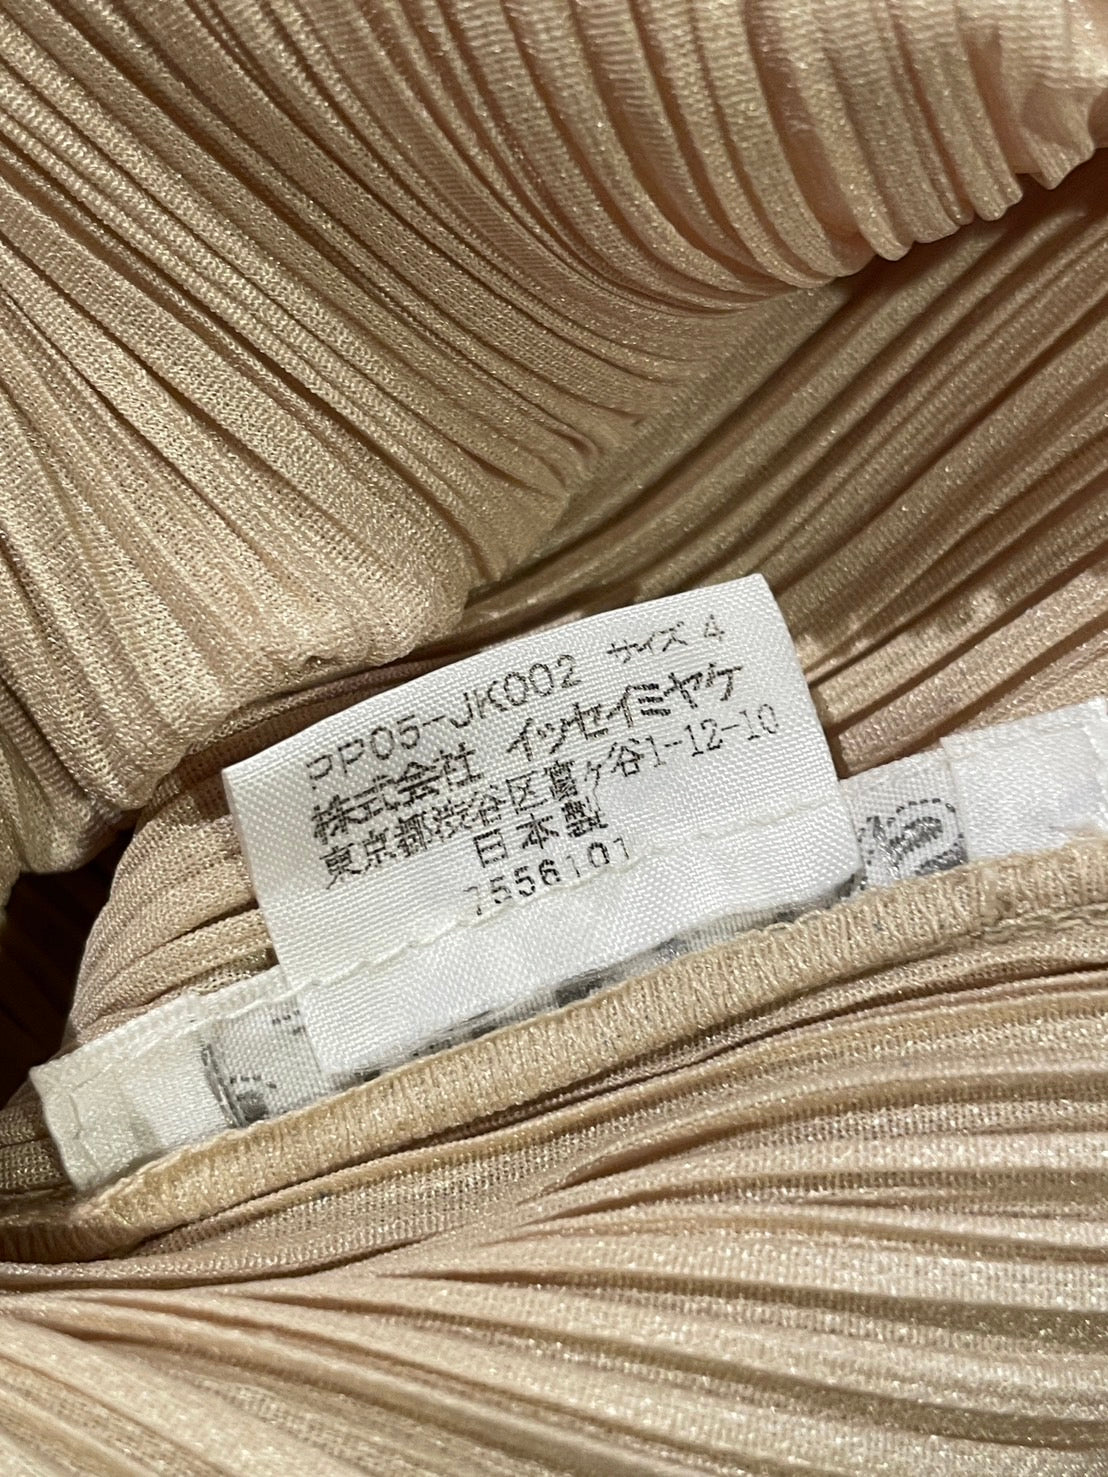 PP05-JK002 サイズ 4
株式会社 イッセイミヤケ
東京都渋谷区富ヶ谷1-12-10
日本製
7556101